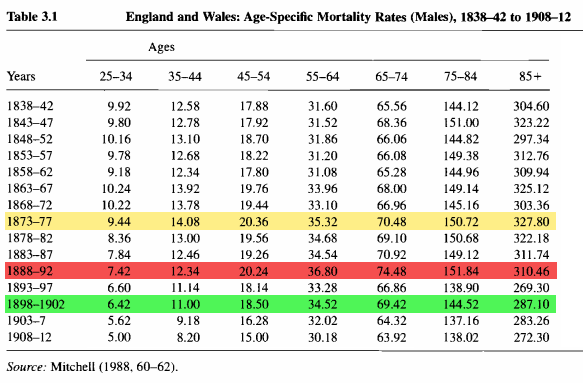 Table 3.1 England and Wales: Age-Specific Mortality Rates (Males), 1838–42 to 1908–12
Ages
Years 25–34 35–44 45–54 55–64 65–74 75–84 85+
1838–42 9.92 12.58 17.88 31.60 65.56 144.12 304.60
1843–47 9.80 12.78 17.92 31.52 68.36 151.00 323.22
1848–52 10.16 13.10 18.70 31.86 66.06 144.82 297.34
1853–57 9.78 12.68 18.22 31.20 66.08 149.38 312.76
1858–62 9.18 12.34 17.80 31.08 65.28 144.96 309.94
1863–67 10.24 13.92 19.76 33.96 68.00 149.14 325.12
1868–72 10.22 13.78 19.44 33.10 66.96 145.16 303.36
1873–77 9.44 14.08 20.36 35.32 70.48 150.72 327.80
1878–82 8.36 13.00 19.56 34.68 69.10 150.68 322.18
1883–87 7.84 12.46 19.26 34.54 70.92 149.12 311.74
1888–92 7.42 12.34 20.24 36.80 74.48 151.84 310.46
1893–97 6.60 11.14 18.14 33.28 66.86 138.90 269.30
1898–1902 6.42 11.00 18.50 34.52 69.42 144.52 287.10
1903–7 5.62 9.18 16.28 32.02 64.32 137.16 283.26
1908–12 5.00 8.20 15.00 30.18 63.92 138.02 272.30
Source: Mitchell (1988, 60–62).